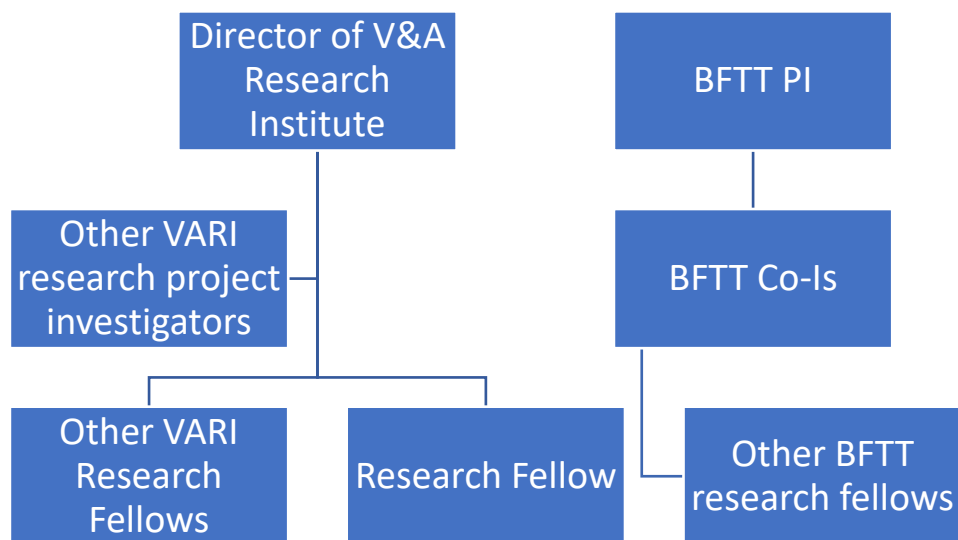 Director of V&A
Research
Institute
BFTT PI
Other VARI
research project
investigators
BFTT Co-Is
Other VARI
Research
Fellows
Research Fellow
Other BFTT
research fellows